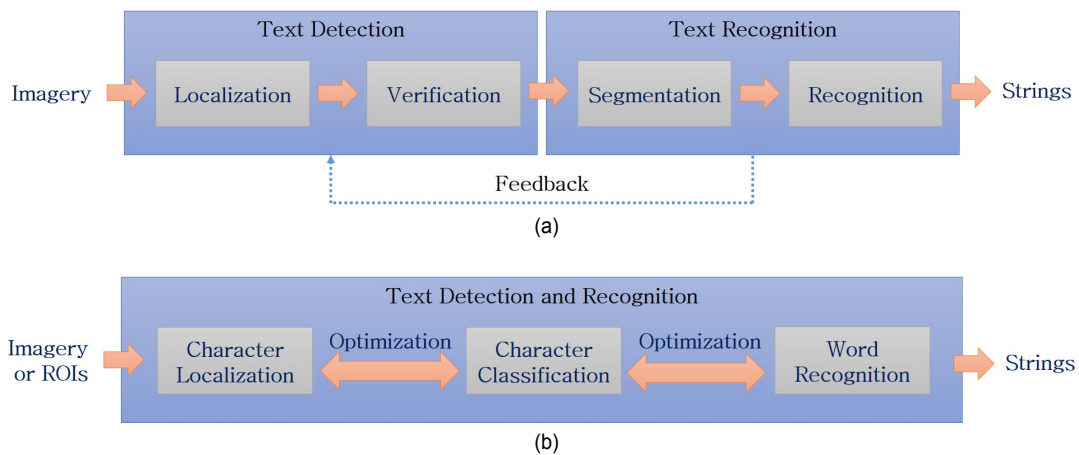 Text Detection
Text Recognition
Imagery
Localization
Verification
Segmentation
Recognition
Strings
Feedback
(a)
Text Detection and Recognition
Imagery
or ROIs
Character
Localization
Optimization
Character
Classification
Optimization
Word
Recognition
Strings
(b)